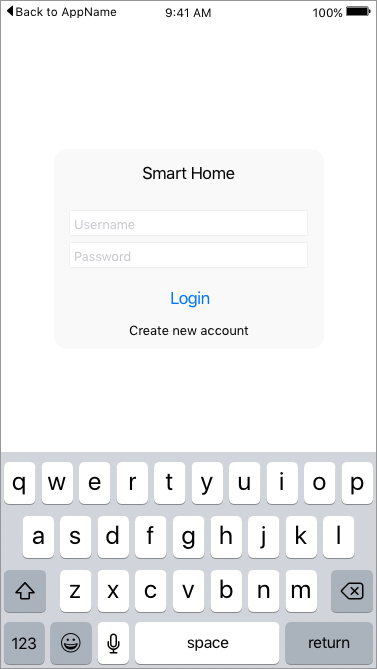 Back to AppName 9:41 AM 100%
Smart Home
Username
Password
Login
Create new account
q w e r t y u i o p
a s d f g h j k l
z x c v b n m
123 space return